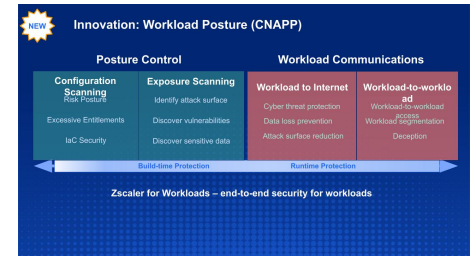 NEW
Innovation: Workload Posture (CNAPP)
Posture Control
Workload Communications
Configuration
Scanning
Risk Posture
Excessive Entitlements
IaC Security
Exposure Scanning
Identify attack surface
Discover vulnerabilities
Discover sensitive data
Workload to Internet
Cyber threat protection
Data loss prevention
Attack surface reduction
Workload-to-worklo
ad
Workload-to-workload
access
Workload segmentation
Deception
Build-time Protection
Runtime Protection
Zscaler for Workloads – end-to-end security for workloads